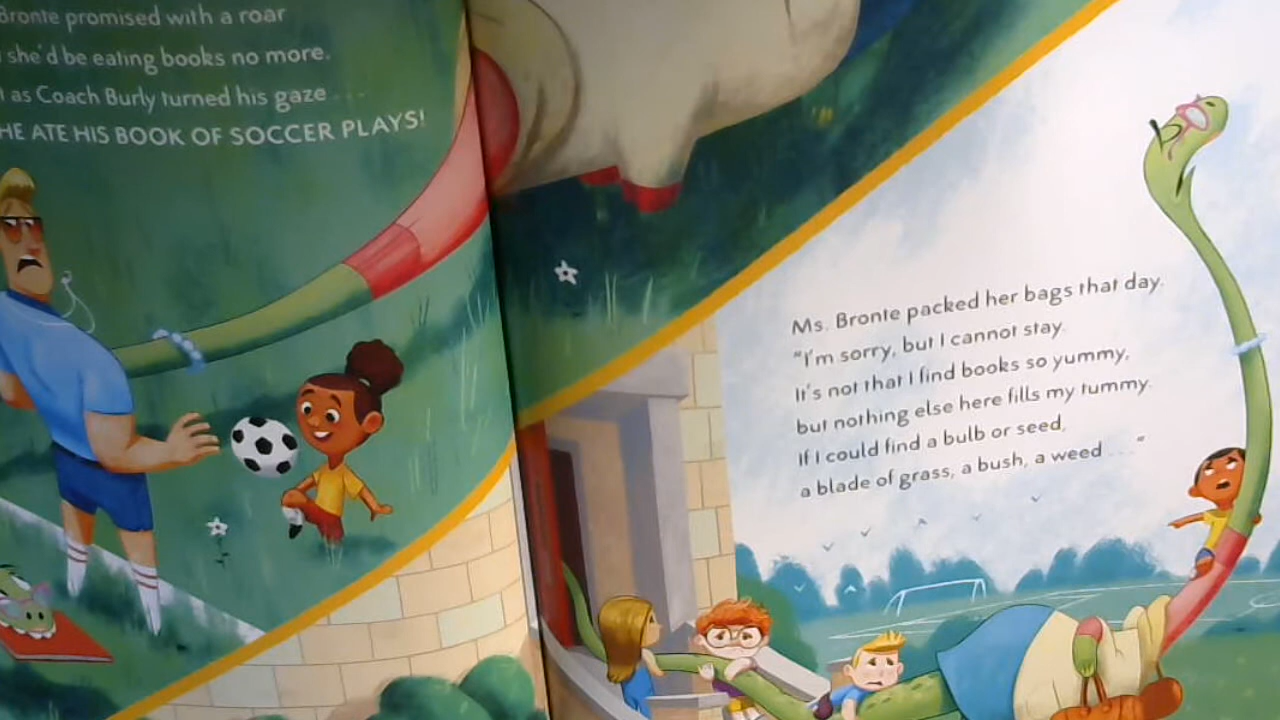 Bronte promised with a roar
she'd be eating books no more.
as Coach Burly turned his gaze . . .
HE ATE HIS BOOK OF SOCCER PLAYS!
Ms. Bronte packed her bags that day.
"I'm sorry, but I cannot stay.
It's not that I find books so yummy,
but nothing else here fills my tummy.
If I could find a bulb or seed,
a blade of grass, a bush, a weed . . . "